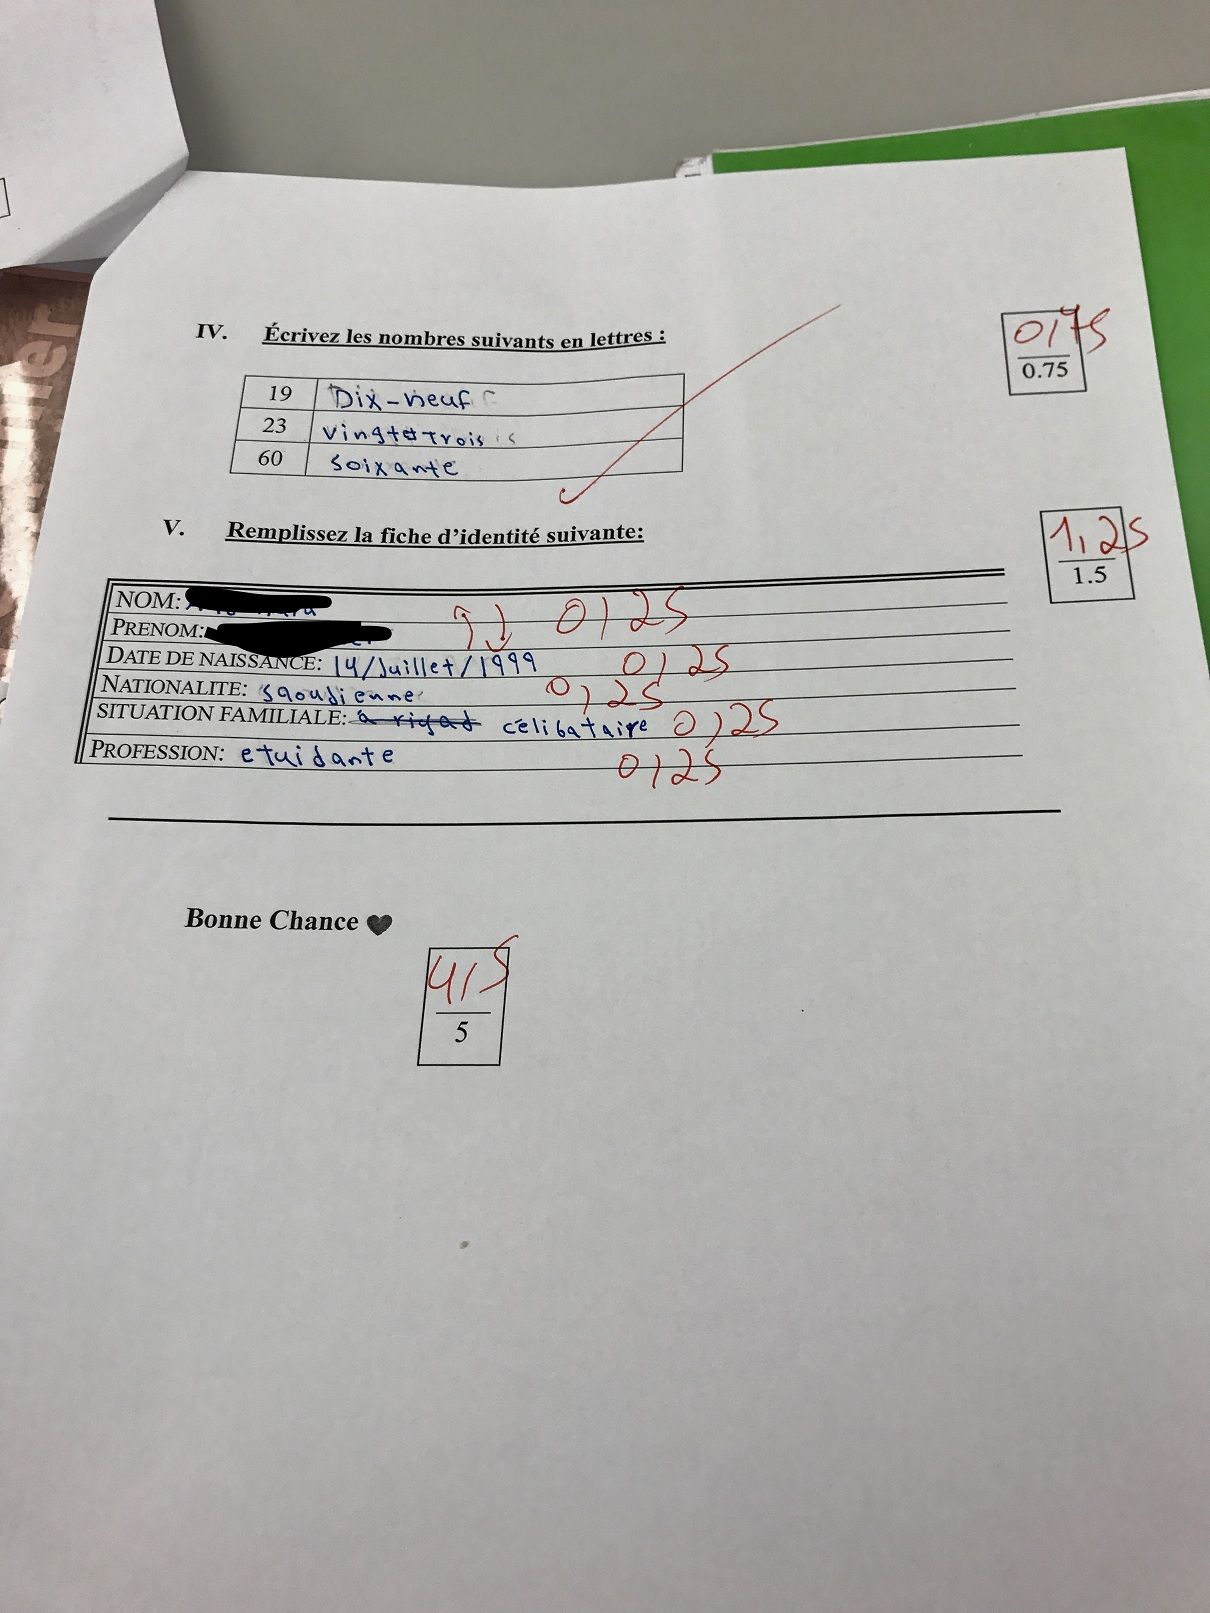 IV. Écrivez les nombres suivants en lettres :
0,75
0.75
19 Dix-neuf
23 vingt et trois
60 soixante
V. Remplissez la fiche d'identité suivante:
1,25
1.5
NOM:
PRENOM: 0,25
DATE DE NAISSANCE: 14/Juillet/1999 0,25
NATIONALITE: saoudienne 0,25
SITUATION FAMILIALE: célibataire 0,25
PROFESSION: etuidante 0,25
Bonne Chance
4,5
5